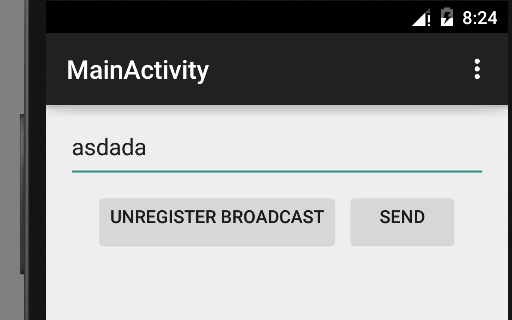 8:24
MainActivity
asdada
UNREGISTER BROADCAST SEND